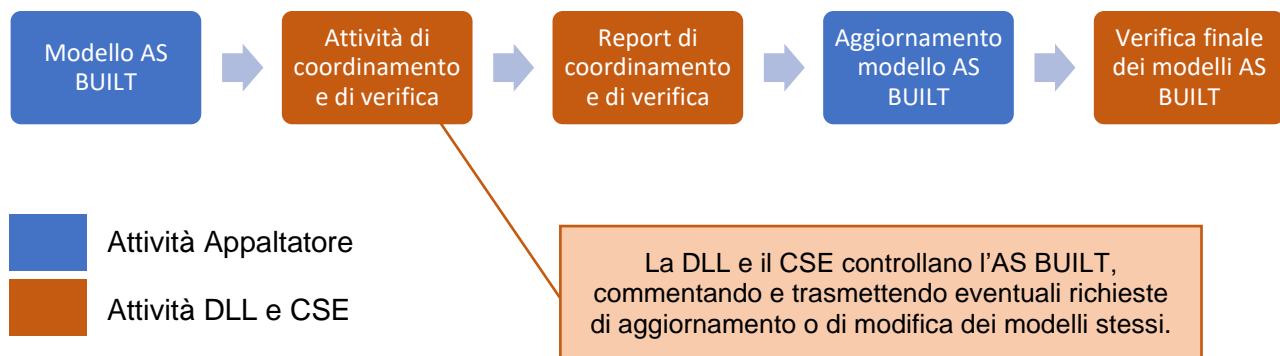 Modello AS
BUILT
Attività di
coordinamento
e di verifica
Report di
coordinamento
e di verifica
Aggiornamento
modello AS
BUILT
Verifica finale
dei modelli AS
BUILT
Attività Appaltatore
Attività DLL e CSE
La DLL e il CSE controllano l’AS BUILT,
commentando e trasmettendo eventuali richieste
di aggiornamento o di modifica dei modelli stessi.